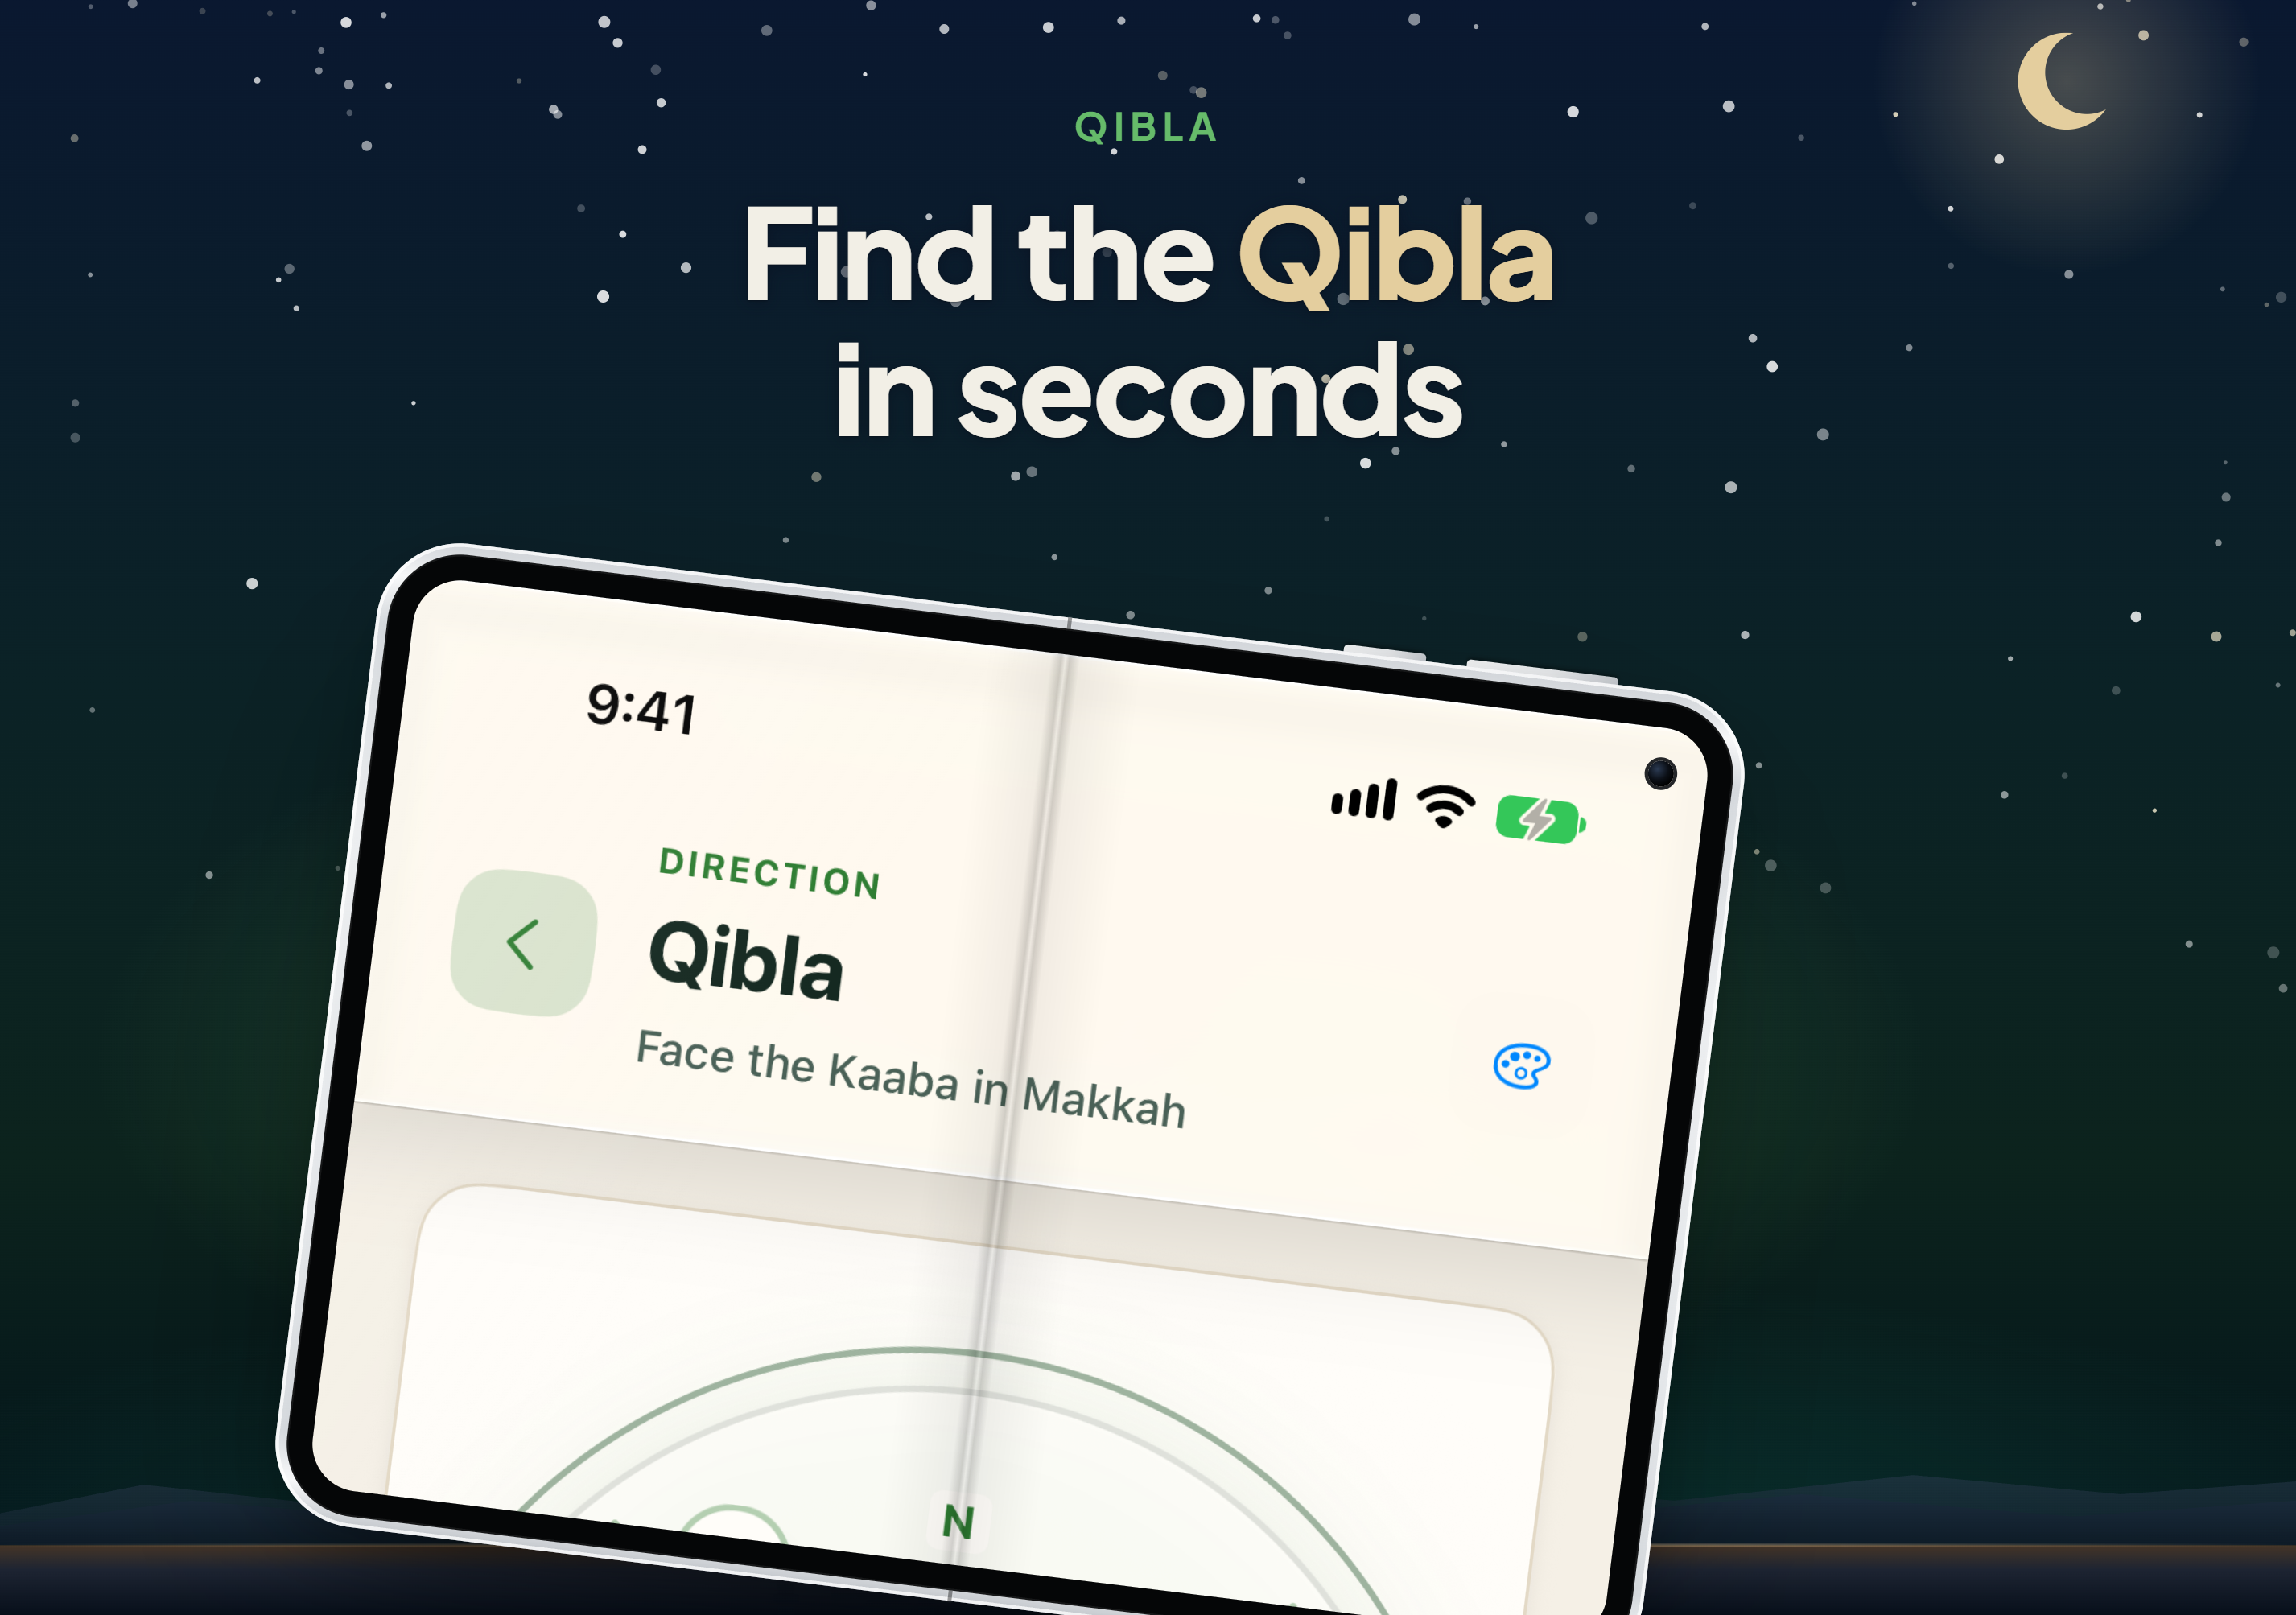 QIBLA
Find the Qibla
in seconds
9:41
DIRECTION
Qibla
Face the Kaaba in Makkah
N